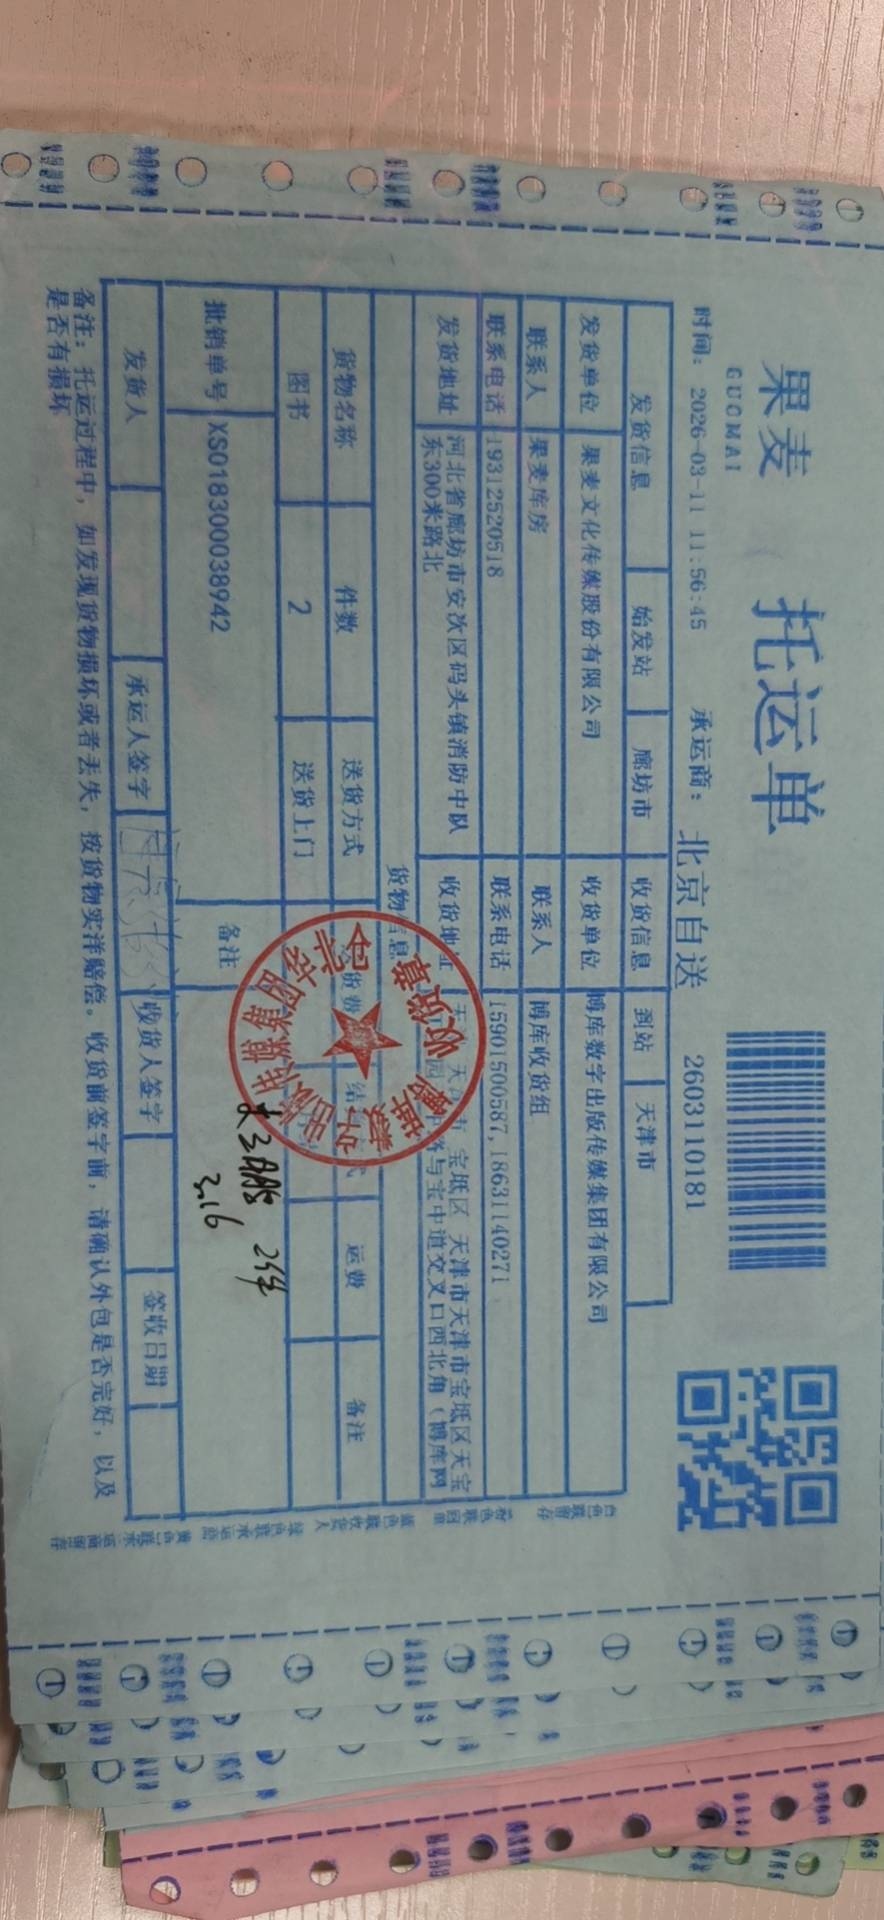 果麦 托运单
GUOMAI
时间: 2026-03-11 11:56:45 承运商: 北京自送 2603110181
发货信息 始发站 廊坊市 收货信息 到站 天津市
发货单位 果麦文化传媒股份有限公司 收货单位 博库数字出版传媒集团有限公司
联系人 果麦库房 联系人 博库收货组
联系电话 19312520518 联系电话 15901500587,18631140271
发货地址 河北省廊坊市安次区码头镇消防中队 收货地址 宝坻区 天津市天津市宝坻区天宝
东300米路北 与宝中道交叉口西北角（博库网
货物信息
货物名称 件数 送货方式 运费 备注
图书 2 送货上门
批销单号 XS018300038942 备注
2件
3.16
发货人 承运人签字 收货人签字 签收日期
备注: 托运过程中, 如发现货物损坏或者丢失, 按货物实洋赔偿。收货前签字前, 请确认外包是否完好, 以及
是否有损坏
收货章